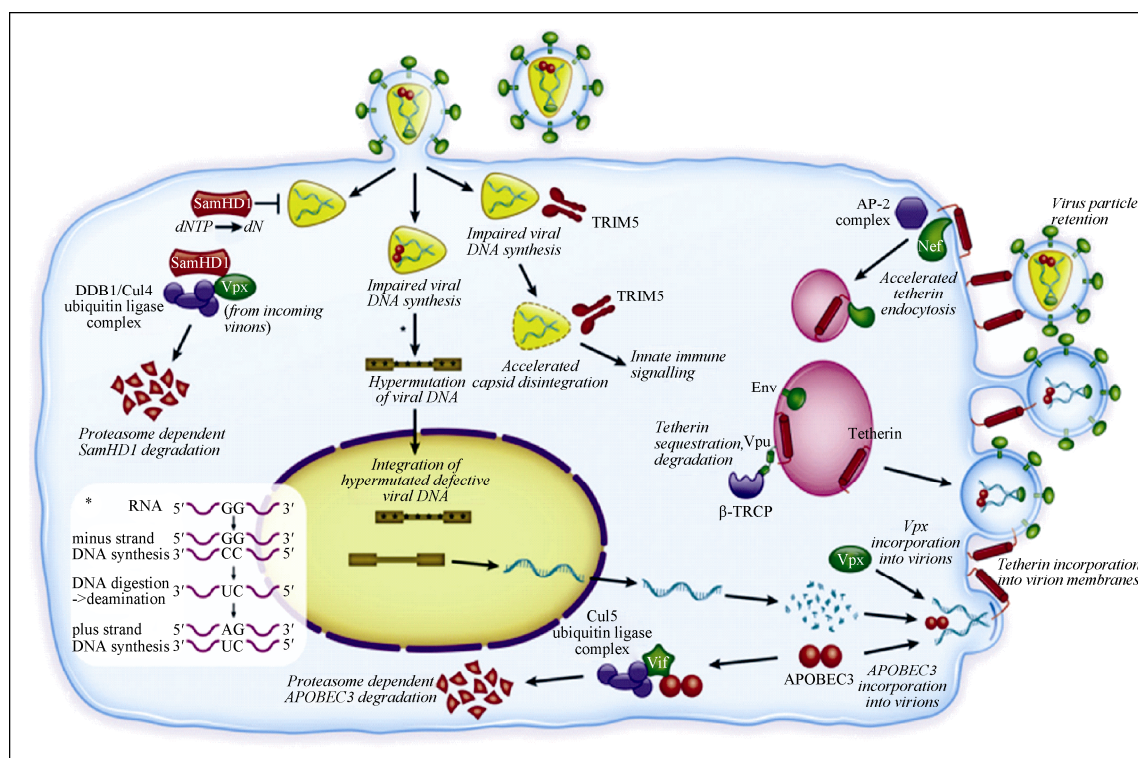 SamHD1
dNTP → dN
SamHD1
Vpx
DDB1/Cul4
ubiquitin ligase
complex
(from incoming
vinons)
Proteasome dependent
SamHD1 degradation
Impaired viral
DNA synthesis
*
Hypermutation
of viral DNA
Impaired viral
DNA synthesis
TRIM5
TRIM5
Accelerated
capsid disintegration
Innate immune
signalling
AP-2
complex
Nef
Accelerated
tetherin
endocytosis
Virus particle
retention
Env
Tetherin
sequestration,
degradation
Vpu
β-TRCP
Tetherin
Integration of
hypermutated defective
viral DNA
*
RNA 5′ GG 3′
minus strand 5′ GG 3′
DNA synthesis 3′ CC 5′
DNA digestion
->deamination 3′ UC 5′
plus strand 5′ AG 3′
DNA synthesis 3′ UC 5′
Vpx
incorporation
into virions
Vpx
Tetherin incorporation
into virion membranes
Cul5
ubiquitin ligase
complex
Vif
APOBEC3
APOBEC3
incorporation
into virions
Proteasome dependent
APOBEC3 degradation